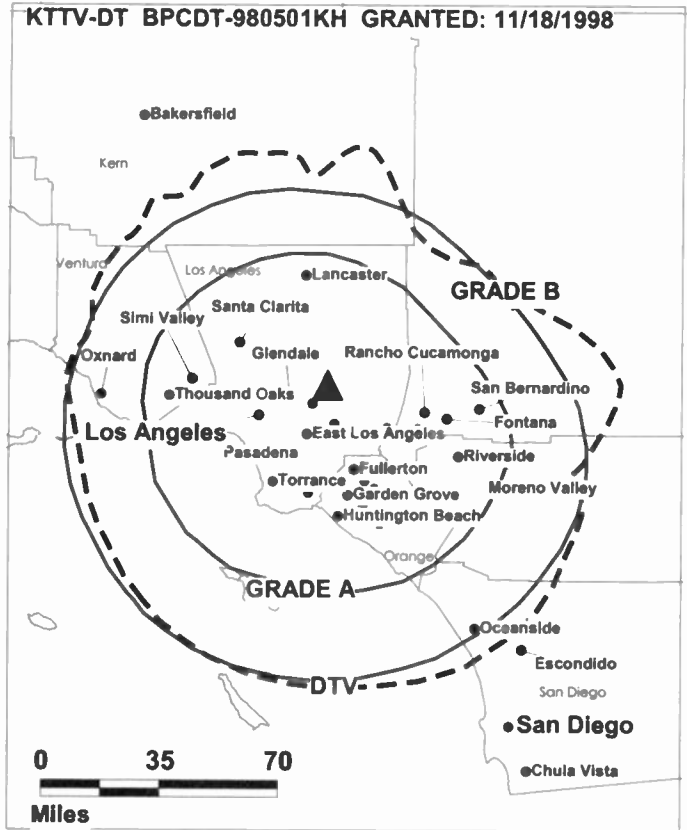 KTTV-DT BPCDT-980501KH GRANTED: 11/18/1998
Bakersfield
Kern
Ventura
Los Angeles
Lancaster
GRADE B
Santa Clarita
Simi Valley
Glendale
Rancho Cucamonga
Oxnard
San Bernardino
Thousand Oaks
Fontana
Los Angeles
East Los Angeles
Pasadena
Riverside
Fullerton
Torrance
Moreno Valley
Garden Grove
Huntington Beach
Orange
GRADE A
Oceanside
Escondido
DTV
San Diego
San Diego
0 35 70
Chula Vista
Miles